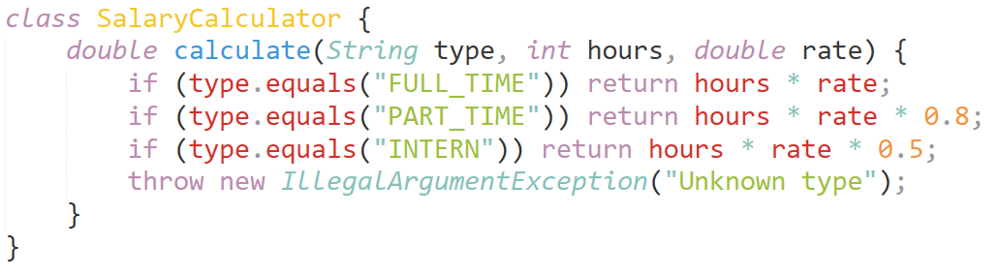 class SalaryCalculator {
    double calculate(String type, int hours, double rate) {
        if (type.equals("FULL_TIME")) return hours * rate;
        if (type.equals("PART_TIME")) return hours * rate * 0.8;
        if (type.equals("INTERN")) return hours * rate * 0.5;
        throw new IllegalArgumentException("Unknown type");
    }
}